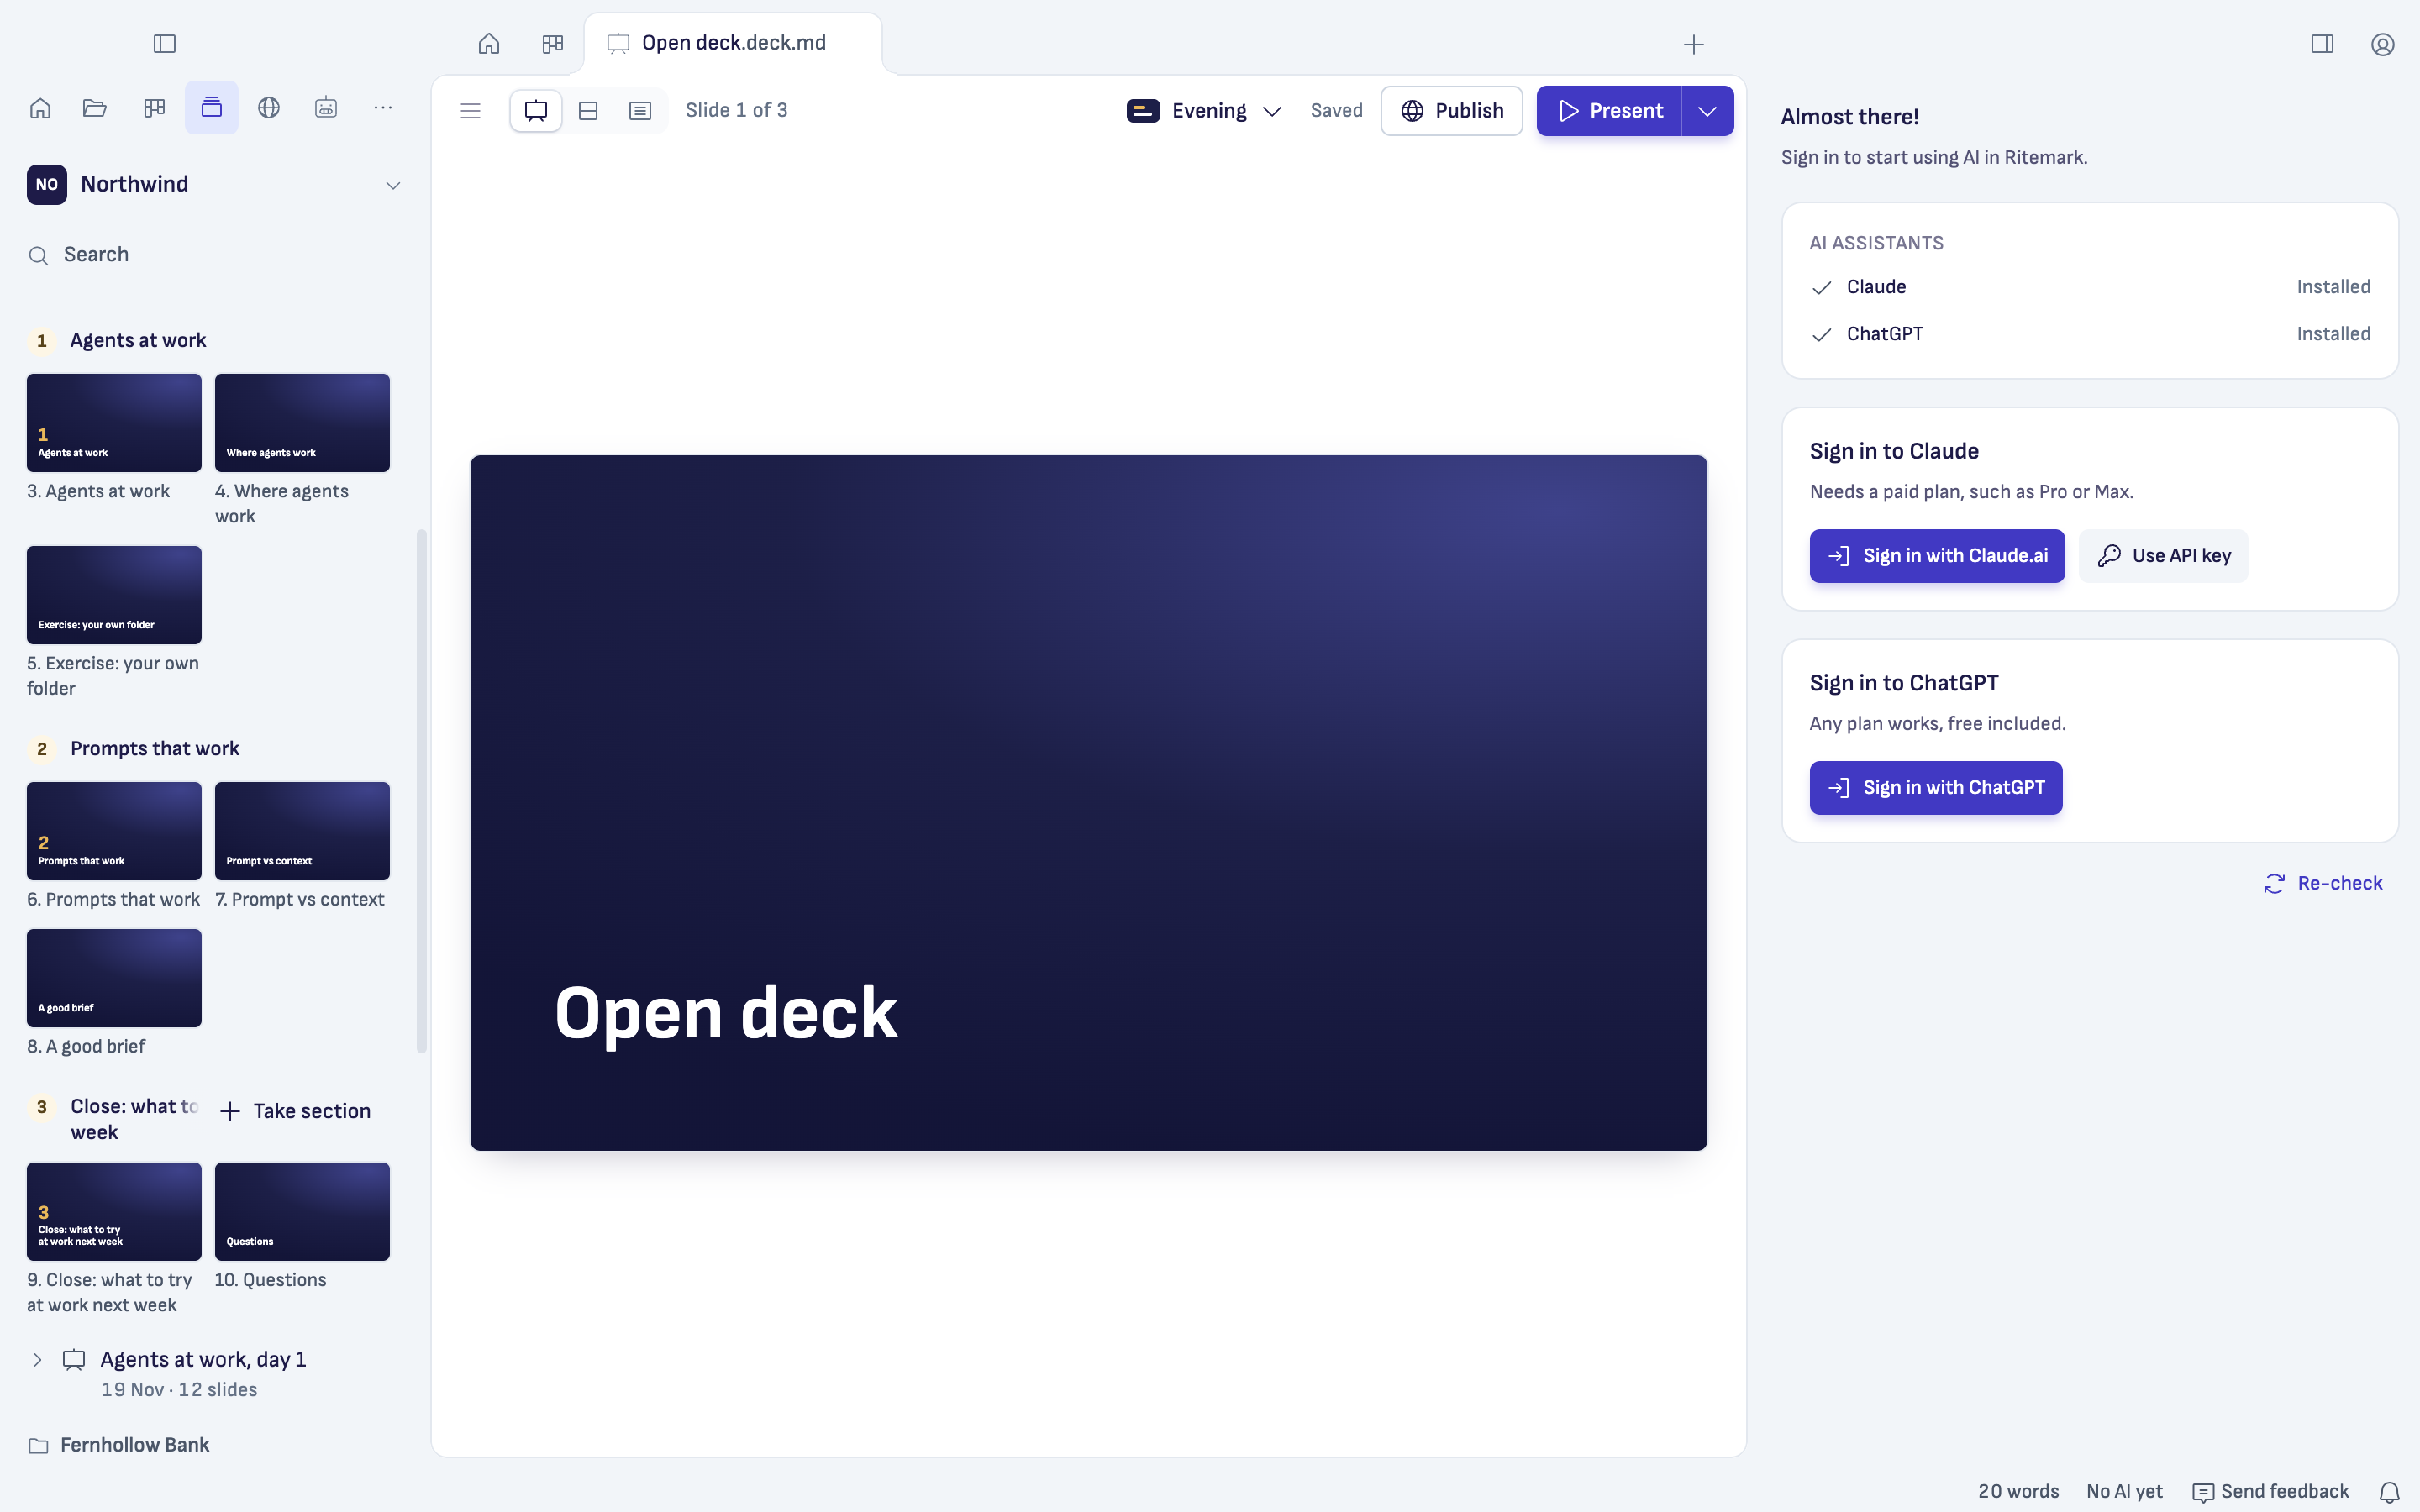 Open deck.deck.md
Slide 1 of 3
Evening
Saved
Publish
Present
NO
Northwind
Search
1
Agents at work
1
Agents at work
Where agents work
3. Agents at work
4. Where agents
work
Exercise: your own folder
5. Exercise: your own
folder
2
Prompts that work
2
Prompts that work
Prompt vs context
6. Prompts that work
7. Prompt vs context
A good brief
8. A good brief
3
Close: what to
week
Take section
3
Close: what to try
at work next week
Questions
9. Close: what to try
at work next week
10. Questions
Agents at work, day 1
19 Nov · 12 slides
Fernhollow Bank
Open deck
Almost there!
Sign in to start using AI in Ritemark.
AI ASSISTANTS
Claude
Installed
ChatGPT
Installed
Sign in to Claude
Needs a paid plan, such as Pro or Max.
Sign in with Claude.ai
Use API key
Sign in to ChatGPT
Any plan works, free included.
Sign in with ChatGPT
Re-check
20 words
No AI yet
Send feedback